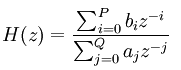 H(z) = \frac{\sum_{i=0}^{P} b_i z^{-i}}{\sum_{j=0}^{Q} a_j z^{-j}}